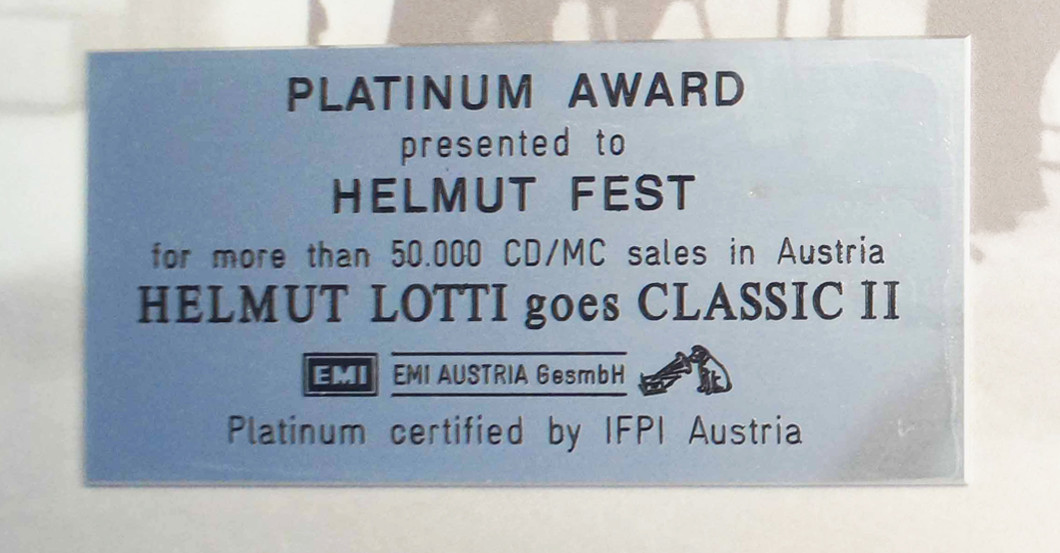 PLATINUM AWARD
presented to
HELMUT FEST
for more than 50.000 CD/MC sales in Austria
HELMUT LOTTI goes CLASSIC II
EMI EMI AUSTRIA GesmbH
Platinum certified by IFPI Austria